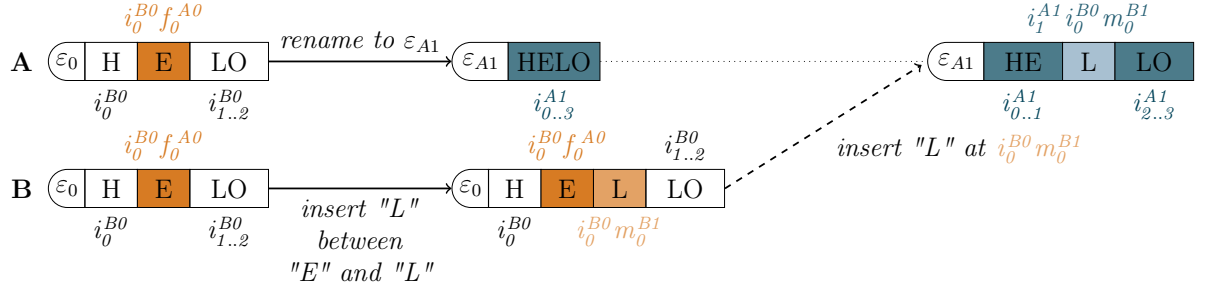 i_0^{B0} f_0^{A0}
i_1^{A1} i_0^{B0} m_0^{B1}
A ε_0 H E LO rename to ε_{A1} ε_{A1} HELO ε_{A1} HE L LO
i_0^{B0} i_{1..2}^{B0} i_{0..3}^{A1} i_{0..1}^{A1} i_{2..3}^{A1}
i_0^{B0} f_0^{A0} i_0^{B0} f_0^{A0} i_{1..2}^{B0} insert "L" at i_0^{B0} m_0^{B1}
B ε_0 H E LO ε_0 H E L LO
i_0^{B0} i_{1..2}^{B0} insert "L" i_0^{B0} i_0^{B0} m_0^{B1}
between
"E" and "L"